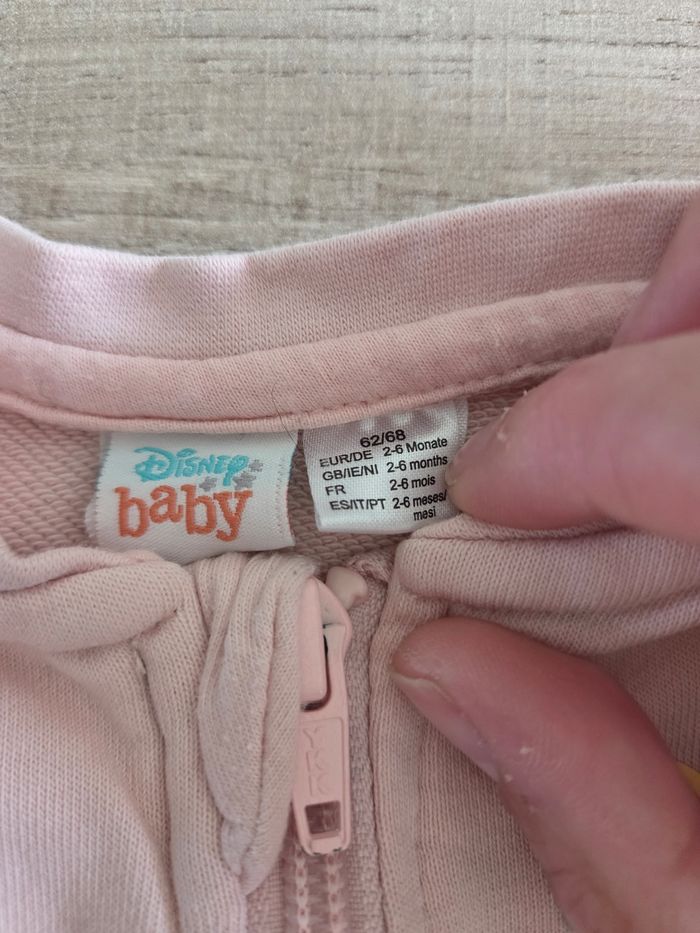 Disney
baby
62/68
EUR/DE 2-6 Monate
GB/IE/NI 2-6 months
FR 2-6 mois
ES/IT/PT 2-6 meses/
mesi